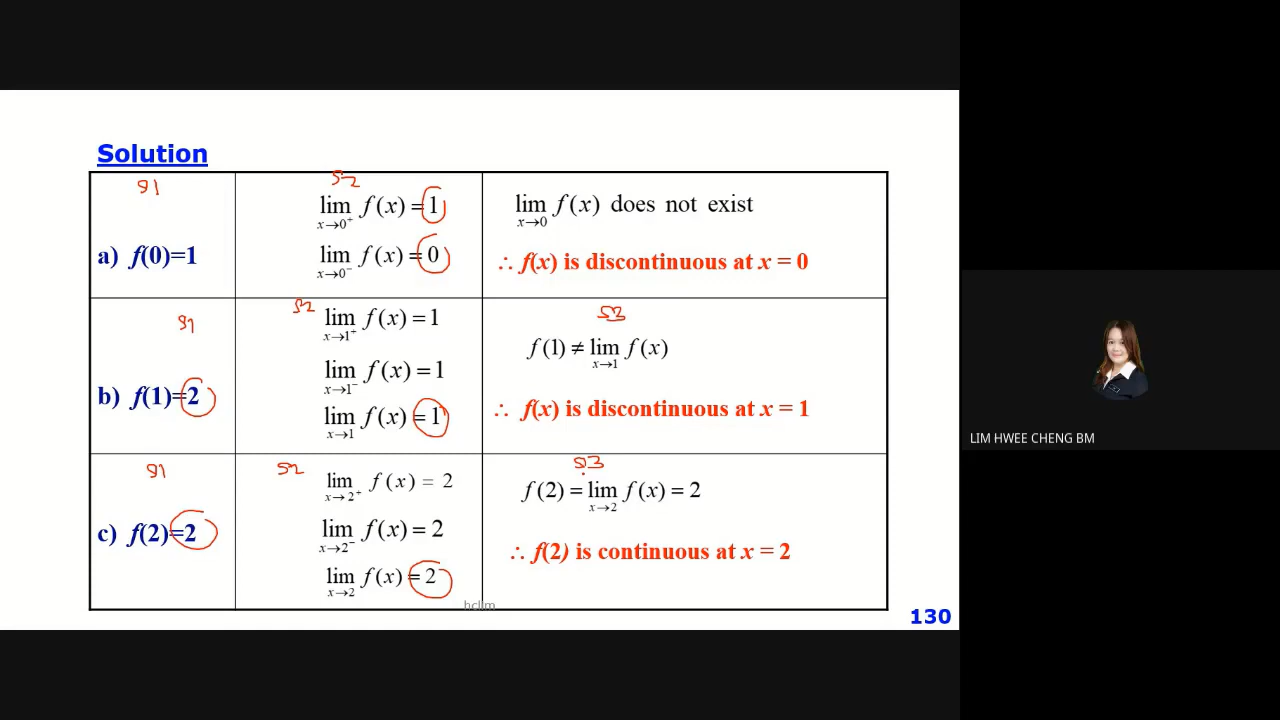 Solution
S1
S2
a) f(0)=1
lim x→0⁺ f(x) = 1
lim x→0⁻ f(x) = 0
lim x→0 f(x) does not exist
∴ f(x) is discontinuous at x = 0
S1
S2
S3
b) f(1)=2
lim x→1⁺ f(x) = 1
lim x→1⁻ f(x) = 1
lim x→1 f(x) = 1
f(1) ≠ lim x→1 f(x)
∴ f(x) is discontinuous at x = 1
S1
S2
S3
c) f(2)=2
lim x→2⁺ f(x) = 2
lim x→2⁻ f(x) = 2
lim x→2 f(x) = 2
f(2) = lim x→2 f(x) = 2
∴ f(2) is continuous at x = 2
hclim
130
LIM HWEE CHENG BM